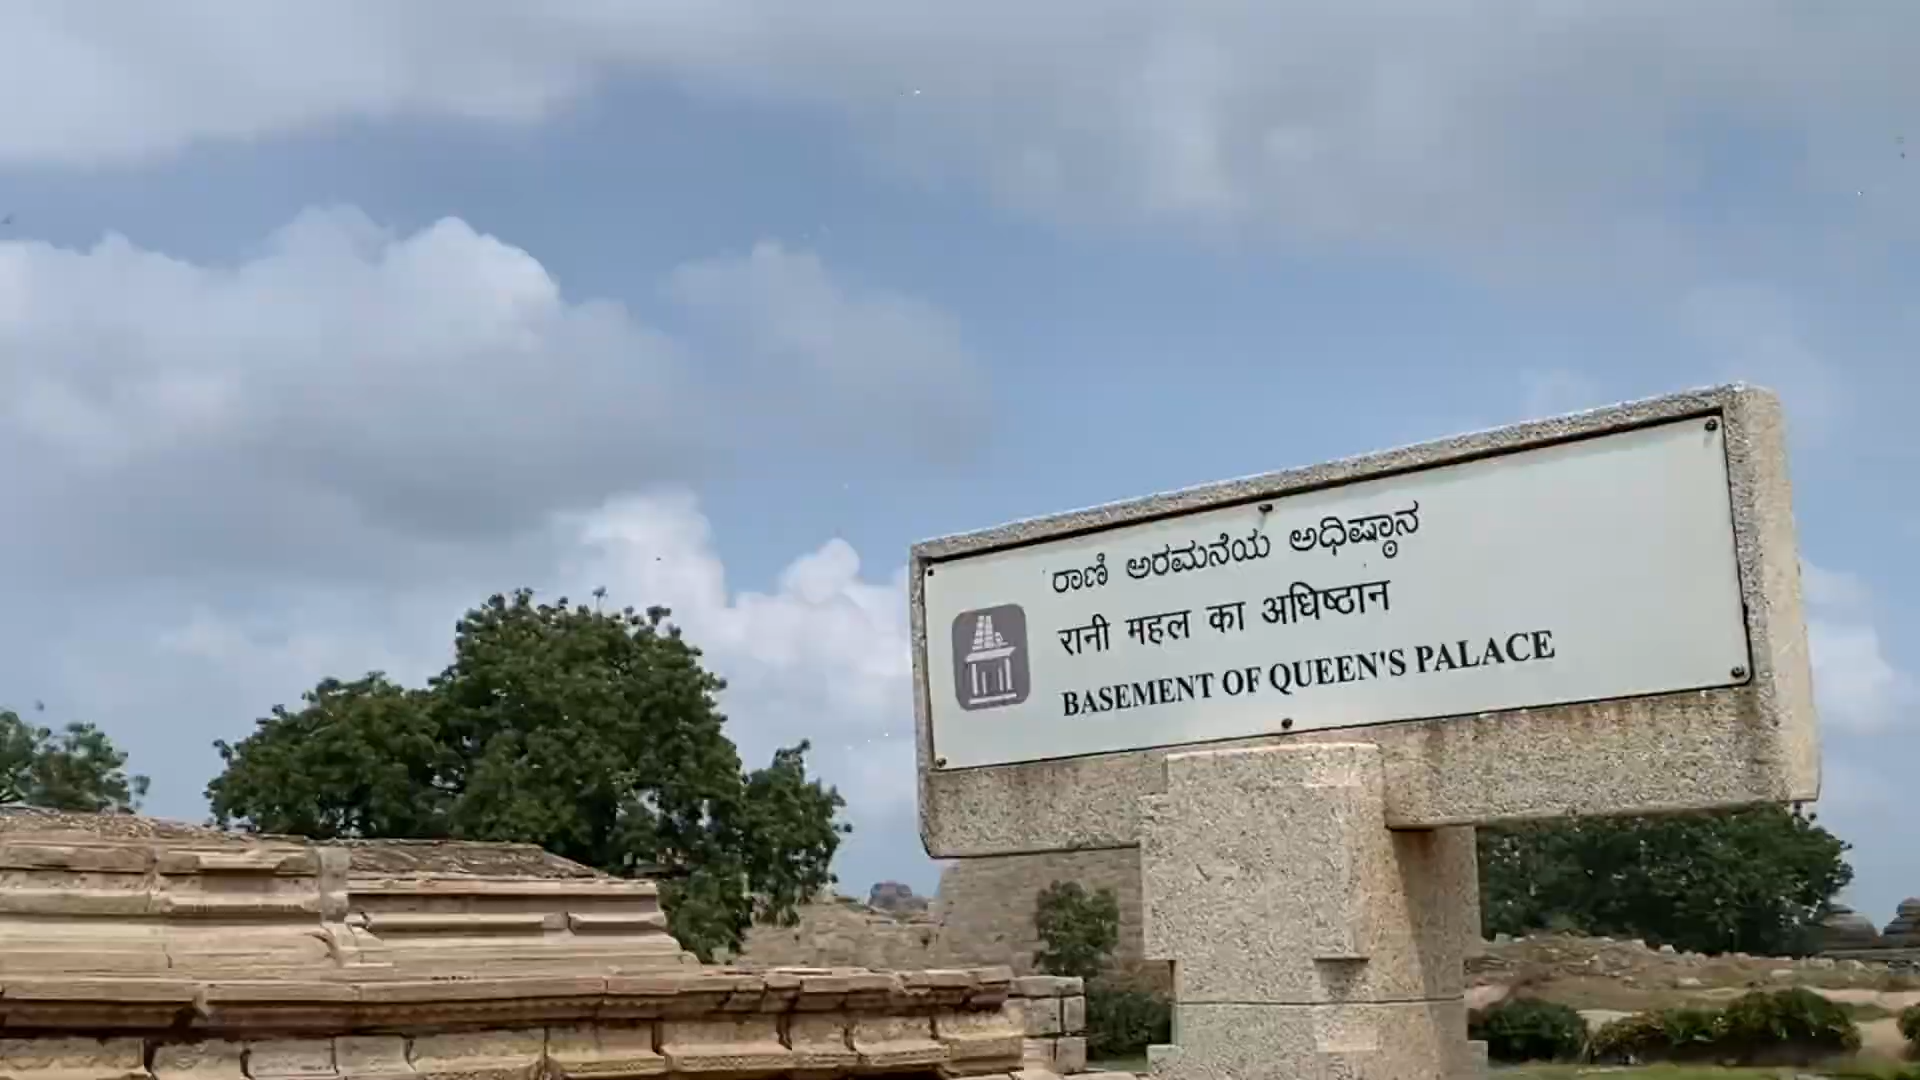 ರಾಣಿ ಅರಮನೆಯ ಅಧಿಷ್ಠಾನ
रानी महल का अधिष्ठान
BASEMENT OF QUEEN'S PALACE